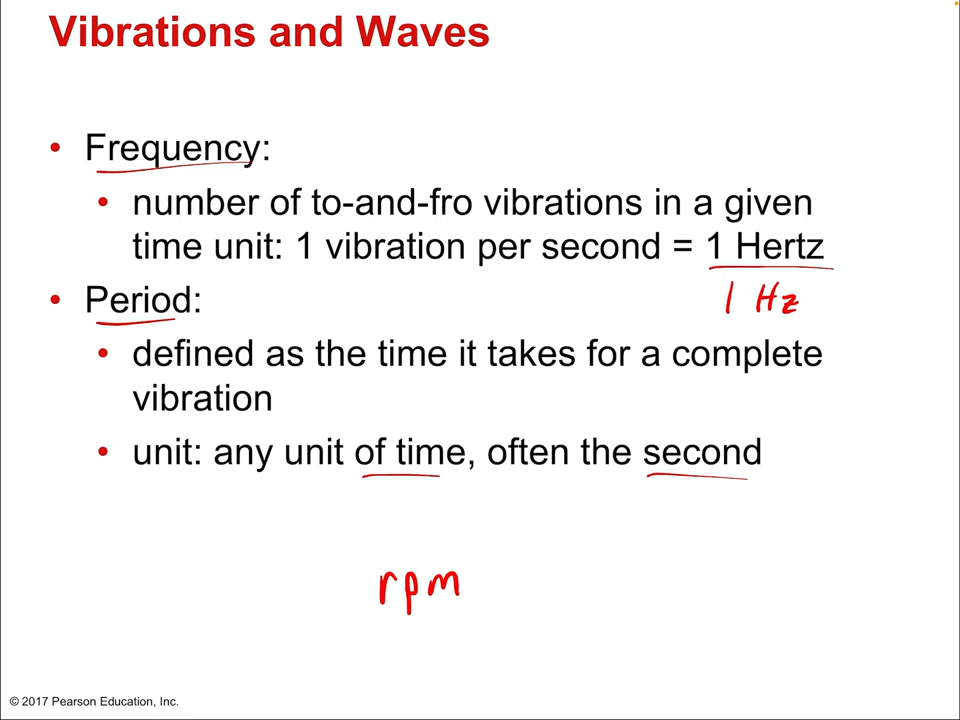 Vibrations and Waves
• Frequency:
• number of to-and-fro vibrations in a given
time unit: 1 vibration per second = 1 Hertz
• Period:
1 Hz
• defined as the time it takes for a complete
vibration
• unit: any unit of time, often the second
rpm
© 2017 Pearson Education, Inc.